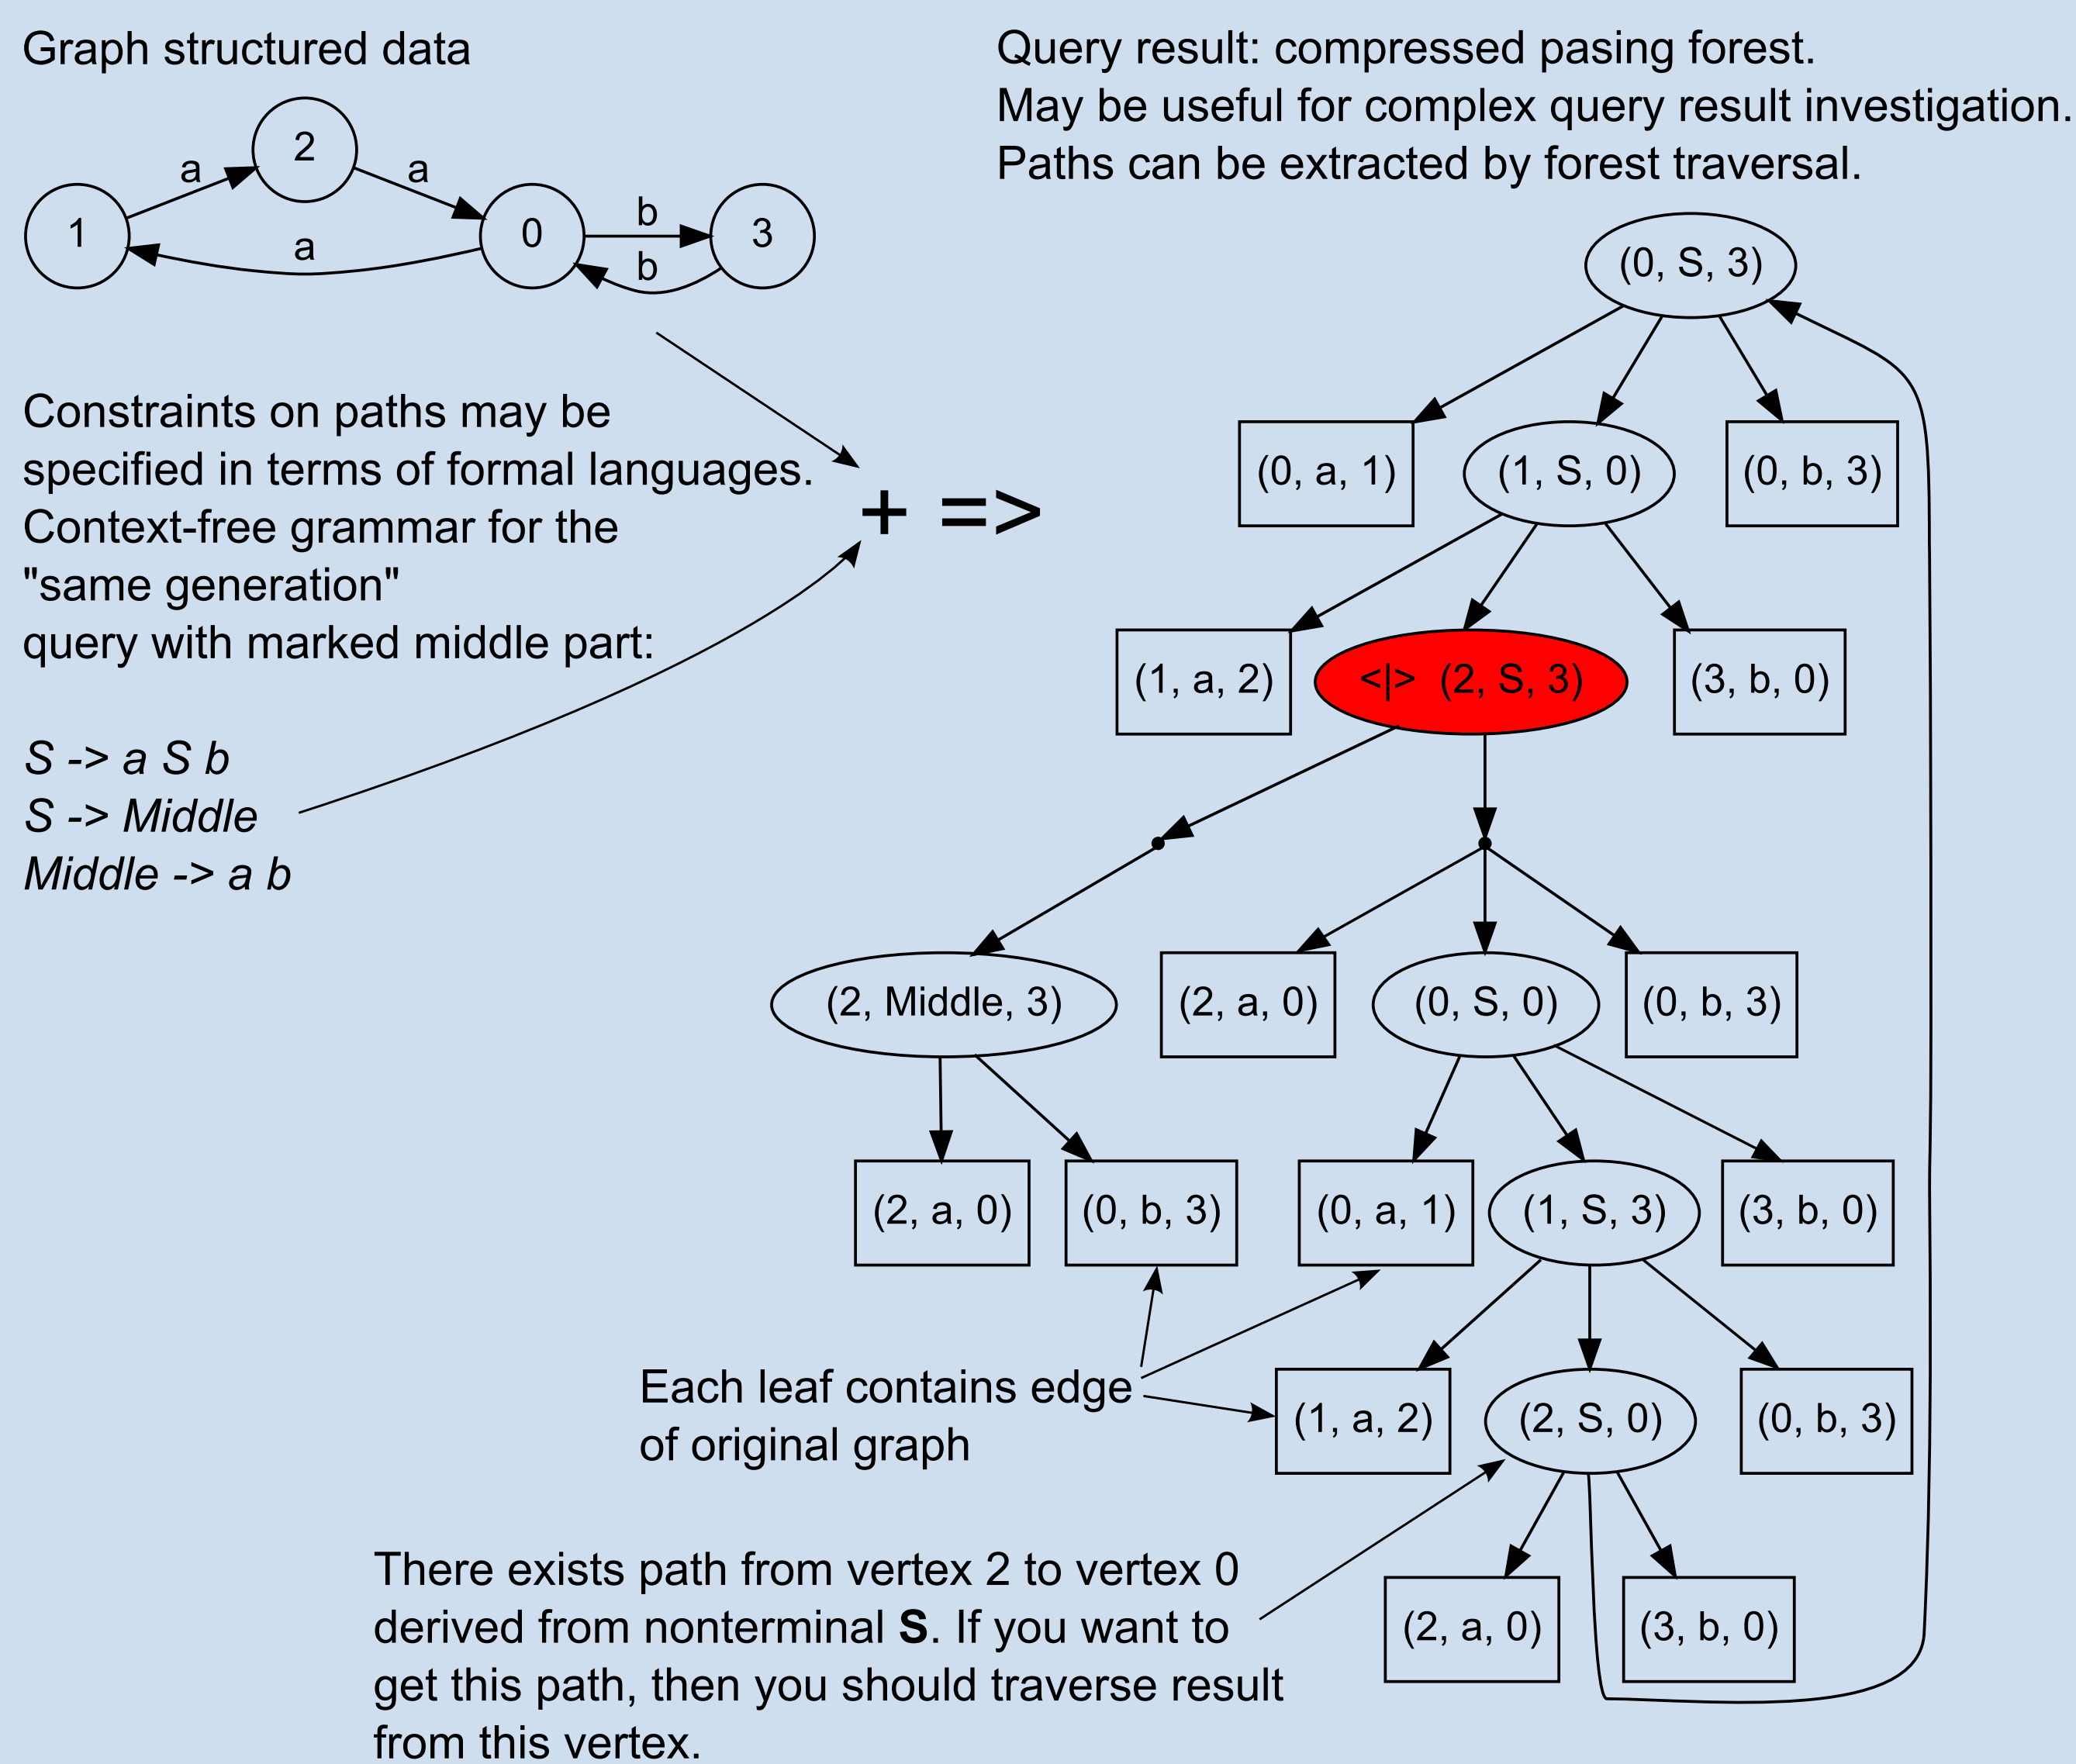 Graph structured data
2
a
a
1
0
b
3
a
b
Query result: compressed pasing forest.
May be useful for complex query result investigation.
Paths can be extracted by forest traversal.
Constraints on paths may be
specified in terms of formal languages.
Context-free grammar for the
"same generation"
query with marked middle part:
S -> a S b
S -> Middle
Middle -> a b
+ =>
(0, S, 3)
(0, a, 1)
(1, S, 0)
(0, b, 3)
(1, a, 2)
<|> (2, S, 3)
(3, b, 0)
(2, Middle, 3)
(2, a, 0)
(0, S, 0)
(0, b, 3)
(2, a, 0)
(0, b, 3)
(0, a, 1)
(1, S, 3)
(3, b, 0)
Each leaf contains edge
of original graph
(1, a, 2)
(2, S, 0)
(0, b, 3)
(2, a, 0)
(3, b, 0)
There exists path from vertex 2 to vertex 0
derived from nonterminal S. If you want to
get this path, then you should traverse result
from this vertex.